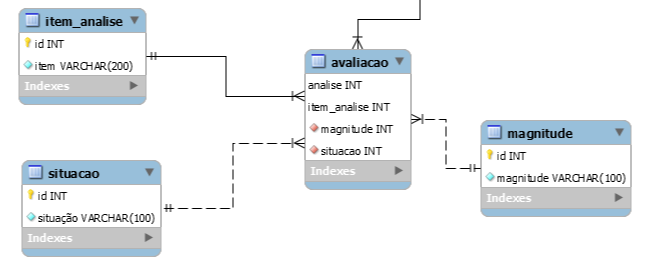 item_analise
id INT
item VARCHAR(200)
Indexes
avaliacao
analise INT
item_analise INT
magnitude INT
situacao INT
Indexes
magnitude
id INT
magnitude VARCHAR(100)
Indexes
situacao
id INT
situação VARCHAR(100)
Indexes